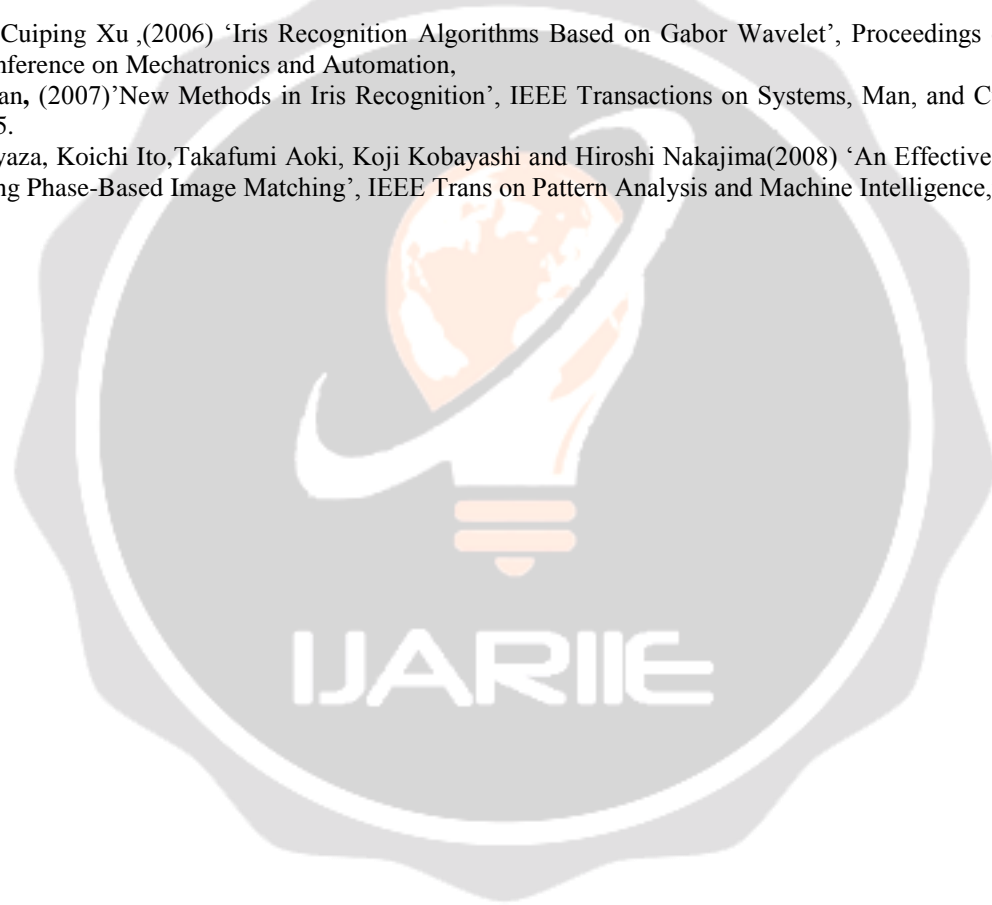 Cuiping Xu ,(2006) ‘Iris Recognition Algorithms Based on Gabor Wavelet’, Proceedings
nference on Mechatronics and Automation,
an, (2007)’New Methods in Iris Recognition’, IEEE Transactions on Systems, Man, and C
5.
yaza, Koichi Ito,Takafumi Aoki, Koji Kobayashi and Hiroshi Nakajima(2008) ‘An Effective
ng Phase-Based Image Matching’, IEEE Trans on Pattern Analysis and Machine Intelligence,
IJARIIE